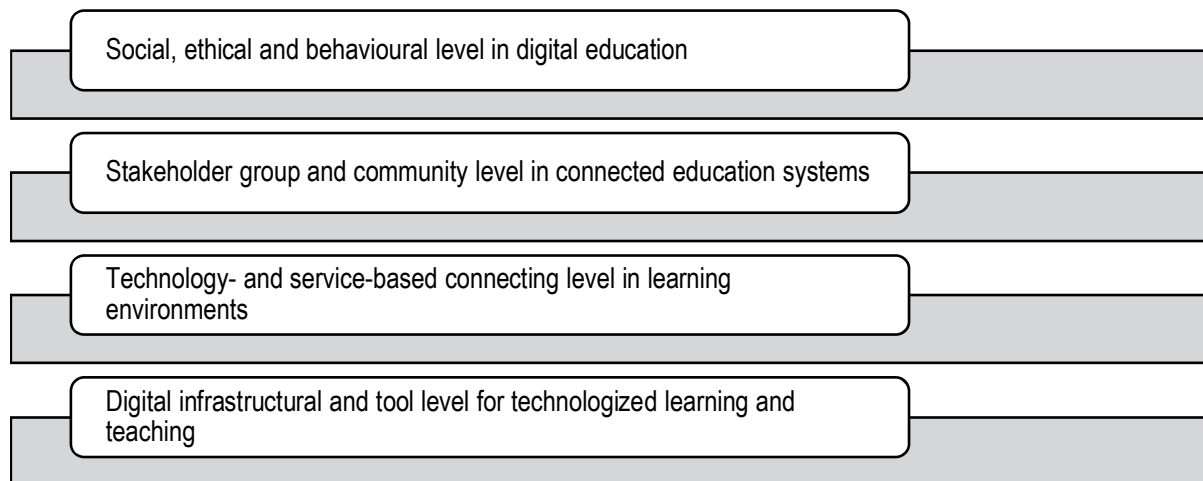 Social, ethical and behavioural level in digital education
Stakeholder group and community level in connected education systems
Technology- and service-based connecting level in learning
environments
Digital infrastructural and tool level for technologized learning and
teaching